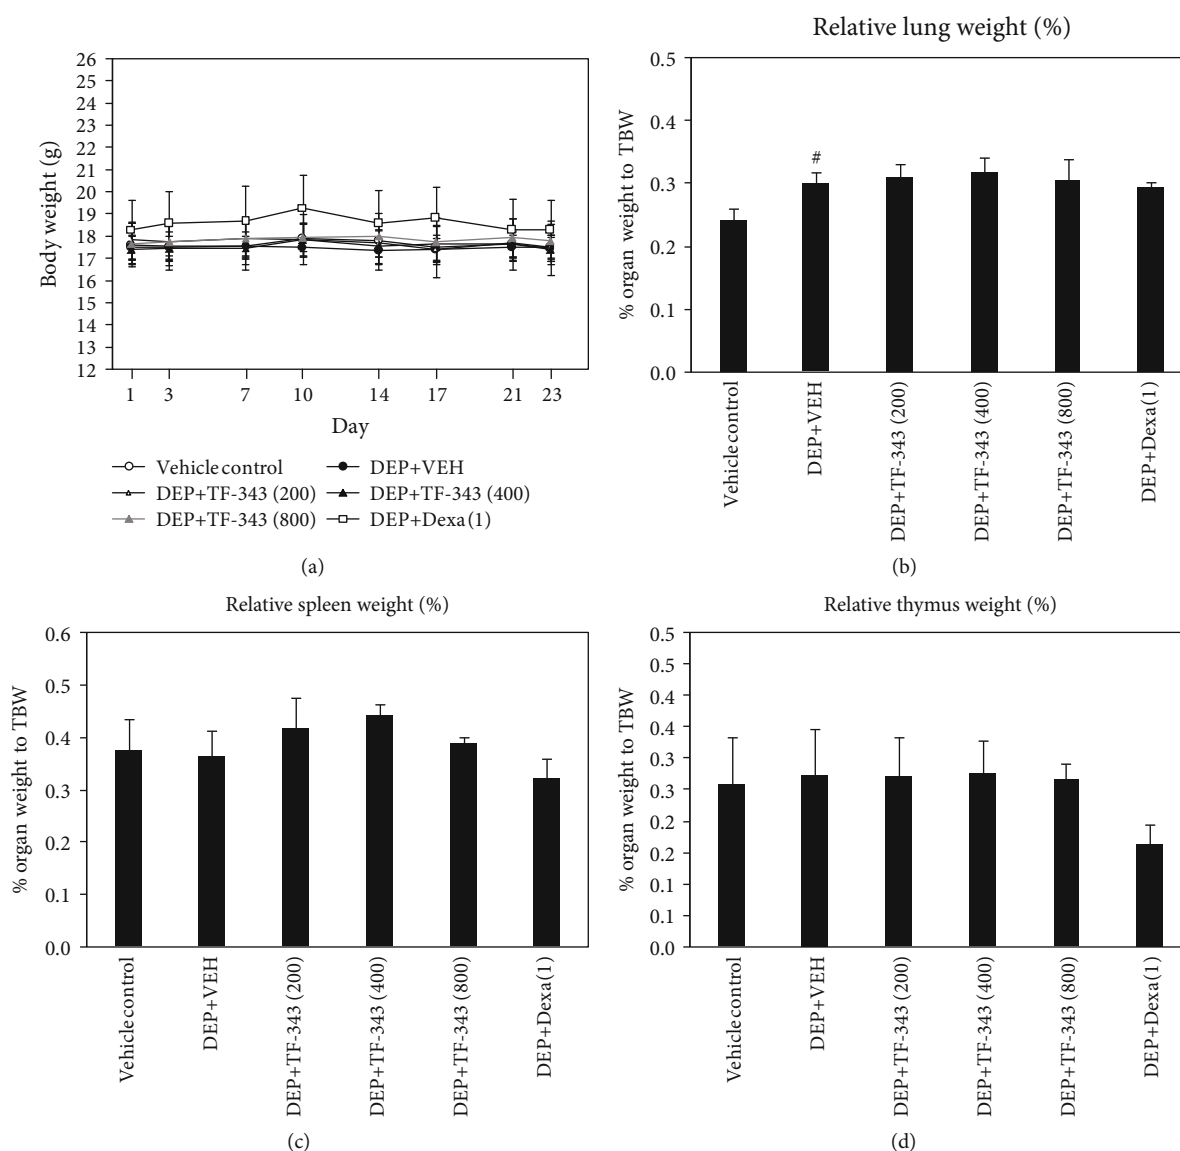 26
25
24
23
22
21
20
19
18
17
16
15
14
13
12
Body weight (g)
1 3 7 10 14 17 21 23
Day
Vehicle control DEP+VEH
DEP+TF-343 (200) DEP+TF-343 (400)
DEP+TF-343 (800) DEP+Dexa (1)
(a)
Relative lung weight (%)
0.5
0.4
0.3
0.2
0.1
0.0
% organ weight to TBW
#
Vehicle control
DEP+VEH
DEP+TF-343 (200)
DEP+TF-343 (400)
DEP+TF-343 (800)
DEP+Dexa (1)
(b)
Relative spleen weight (%)
0.6
0.5
0.4
0.3
0.2
0.1
0.0
% organ weight to TBW
Vehicle control
DEP+VEH
DEP+TF-343 (200)
DEP+TF-343 (400)
DEP+TF-343 (800)
DEP+Dexa (1)
(c)
Relative thymus weight (%)
0.5
0.5
0.4
0.4
0.3
0.3
0.2
0.2
0.1
0.1
0.0
% organ weight to TBW
Vehicle control
DEP+VEH
DEP+TF-343 (200)
DEP+TF-343 (400)
DEP+TF-343 (800)
DEP+Dexa (1)
(d)